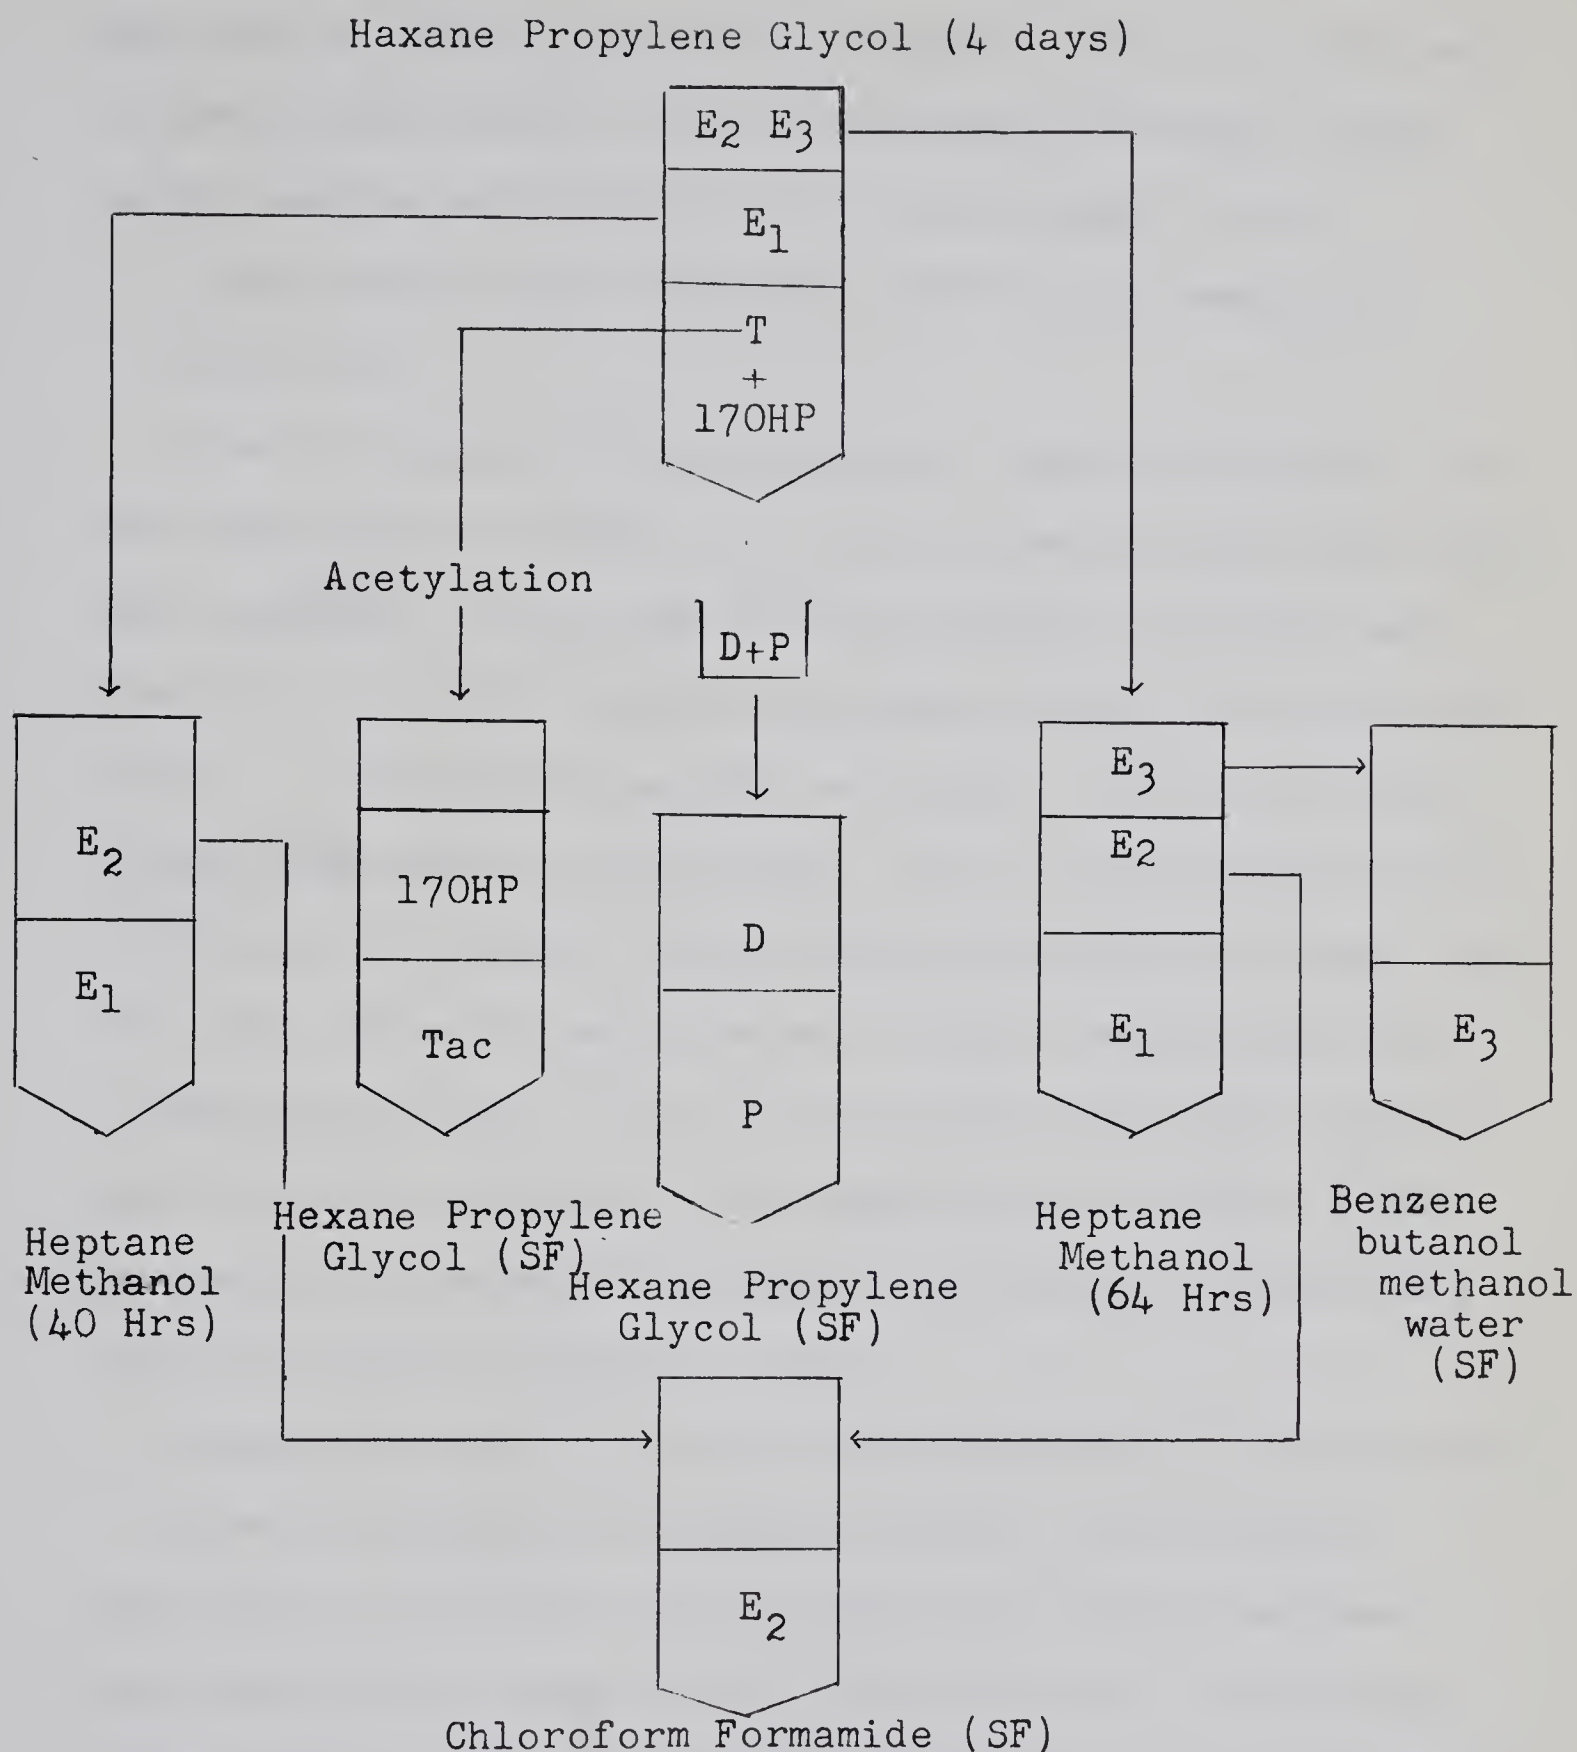 Haxane Propylene Glycol (4 days)
E2 E3
E1
T
+
17OHP
Acetylation
D+P
E2
E1
17OHP
Tac
D
P
E3
E2
E1
E3
Heptane
Methanol
(40 Hrs)
Hexane Propylene
Glycol (SF)
Hexane Propylene
Glycol (SF)
Heptane
Methanol
(64 Hrs)
Benzene
butanol
methanol
water
(SF)
E2
Chloroform Formamide (SF)